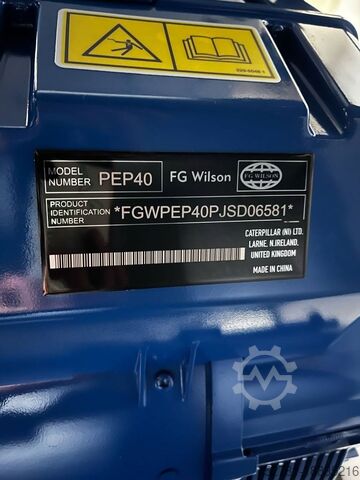 MODEL NUMBER PEP40 FG Wilson
FG WILSON
PRODUCT IDENTIFICATION NUMBER *FGWPEP40PJSD06581*
CATERPILLAR (NI) LTD.
LARNE, N.IRELAND.
UNITED KINGDOM
MADE IN CHINA
216